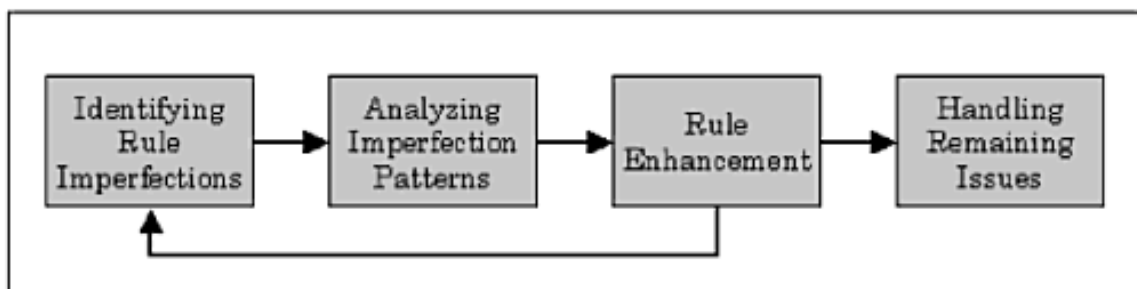 Identifying
Rule
Imperfections
Analyzing
Imperfection
Patterns
Rule
Enhancement
Handling
Remaining
Issues